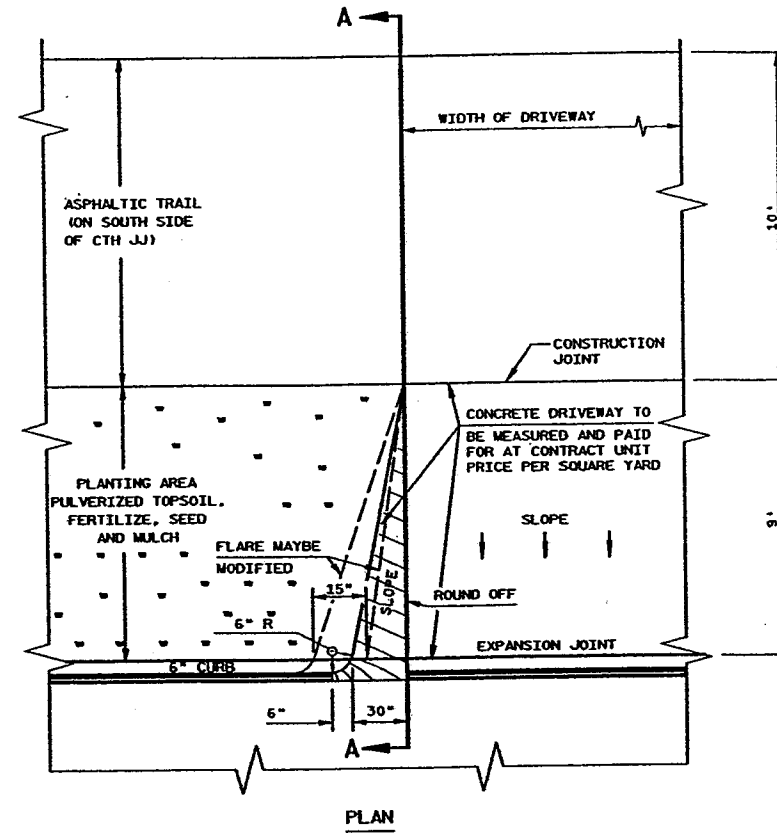 A
WIDTH OF DRIVEWAY
ASPHALTIC TRAIL
(ON SOUTH SIDE
OF CTH JJ)
10'
CONSTRUCTION
JOINT
CONCRETE DRIVEWAY TO
BE MEASURED AND PAID
FOR AT CONTRACT UNIT
PRICE PER SQUARE YARD
PLANTING AREA
PULVERIZED TOPSOIL,
FERTILIZE, SEED
AND MULCH
SLOPE
9'
FLARE MAYBE
MODIFIED
15"
SLOPE
ROUND OFF
6" R
EXPANSION JOINT
6" CURB
6"
30"
A
PLAN